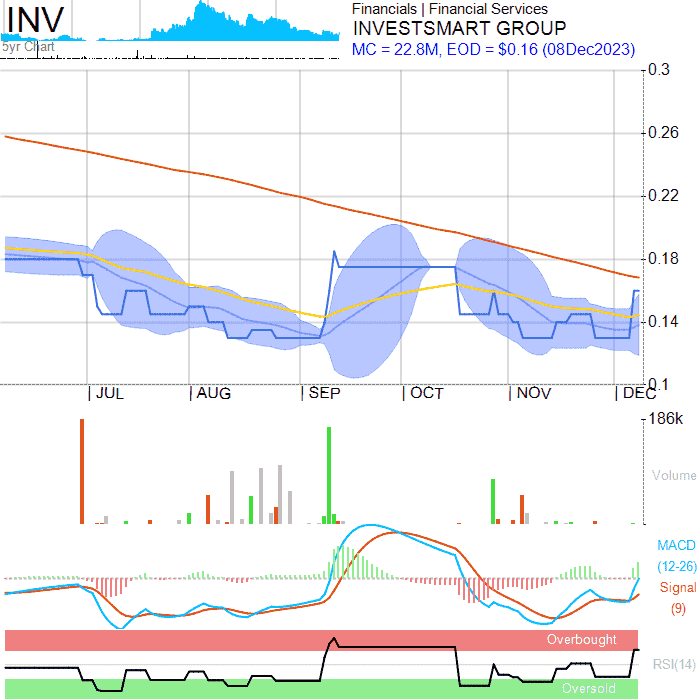 INV
5yr Chart
Financials | Financial Services
INVESTSMART GROUP
MC = 22.8M, EOD = $0.16 (08Dec2023)
0.3
0.26
0.22
0.18
0.14
0.1
JUL AUG SEP OCT NOV DEC
186k
Volume
MACD
(12-26)
Signal
(9)
Overbought
RSI(14)
Oversold